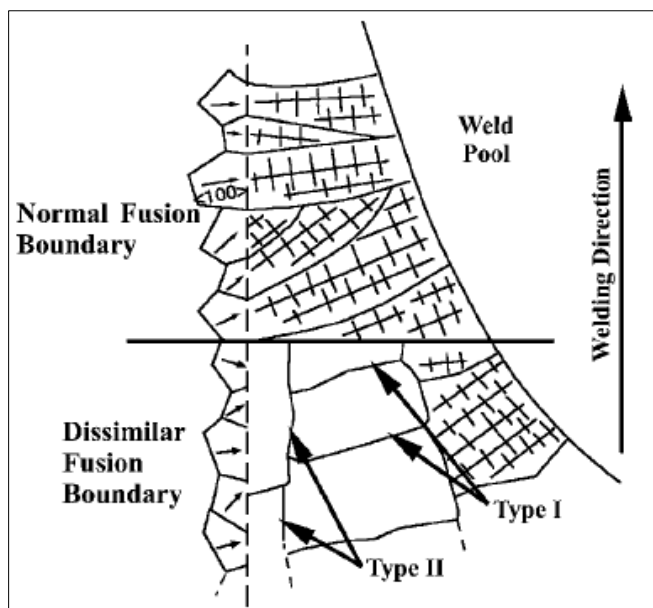 Weld
Pool
Welding Direction
<100>
Normal Fusion
Boundary
Dissimilar
Fusion
Boundary
Type I
Type II